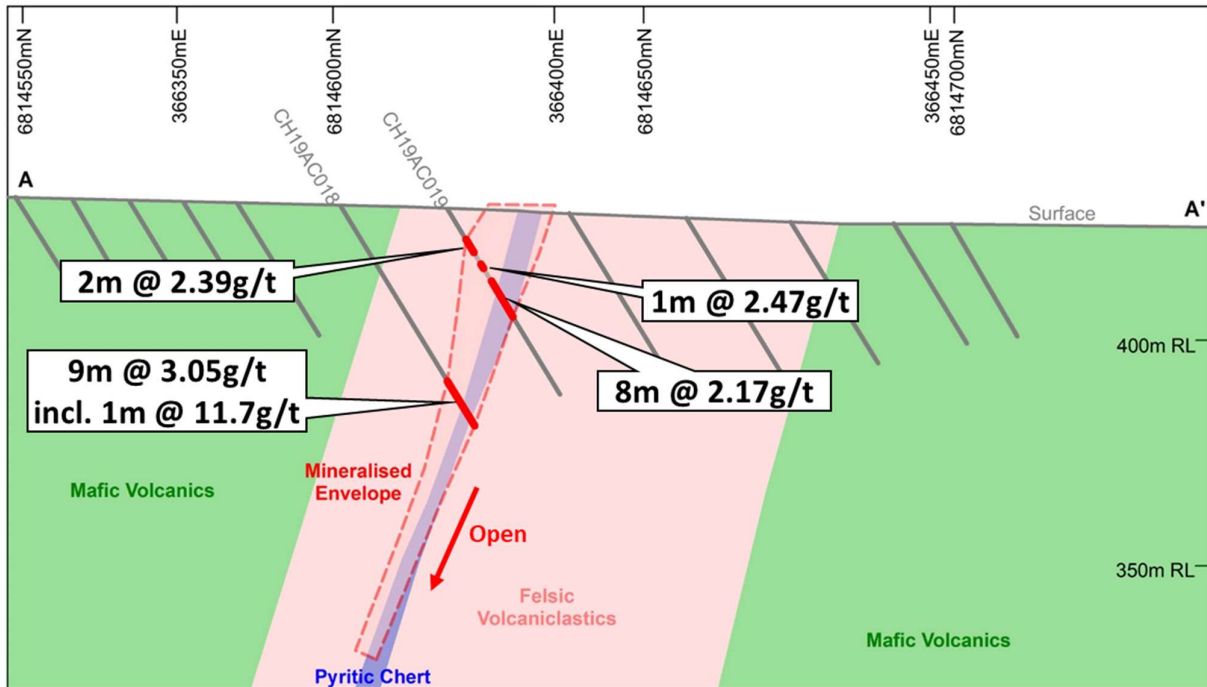 6814550mN
366350mE
6814600mN
366400mE
6814650mN
366450mE
6814700mN
CH19AC018
CH19AC019
A
A'
Surface
2m @ 2.39g/t
1m @ 2.47g/t
400m RL
9m @ 3.05g/t
incl. 1m @ 11.7g/t
8m @ 2.17g/t
Mineralised
Envelope
Mafic Volcanics
Open
350m RL
Felsic
Volcaniclastics
Mafic Volcanics
Pyritic Chert